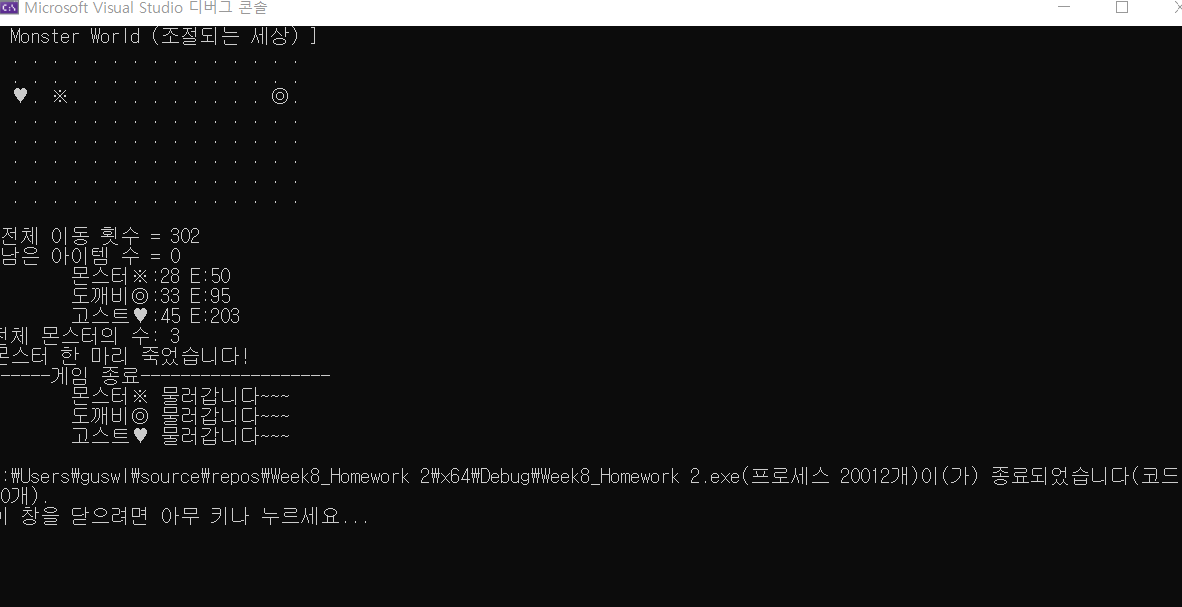 Microsoft Visual Studio 디버그 콘솔
Monster World (조절되는 세상) ]
. . . . . . . . . . . . . . .
. . . . . . . . . . . . . . .
♥. ※. . . . . . . . . . ◎.
. . . . . . . . . . . . . . .
. . . . . . . . . . . . . . .
. . . . . . . . . . . . . . .
. . . . . . . . . . . . . . .
. . . . . . . . . . . . . . .
전체 이동 횟수 = 302
남은 아이템 수 = 0
몬스터※:28 E:50
도깨비◎:33 E:95
고스트♥:45 E:203
전체 몬스터의 수: 3
몬스터 한 마리 죽었습니다!
-----게임 종료-------------------
몬스터※ 물러갑니다~~~
도깨비◎ 물러갑니다~~~
고스트♥ 물러갑니다~~~
:\Users\guswl\source\repos\Week8_Homework 2\x64\Debug\Week8_Homework 2.exe(프로세스 20012개)이(가) 종료되었습니다(코드
0개).
이 창을 닫으려면 아무 키나 누르세요...